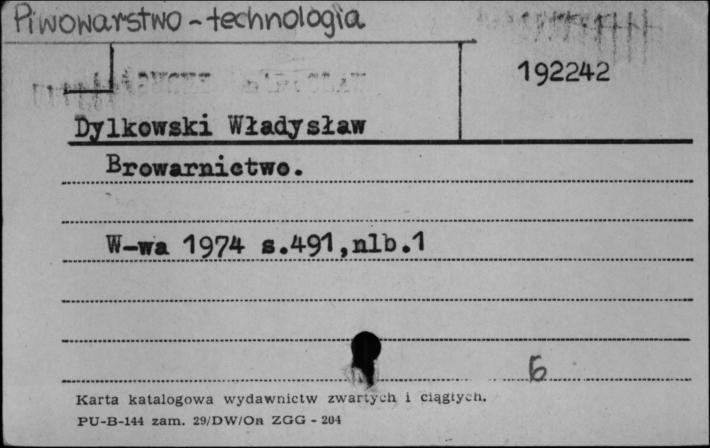 Piwowarstwo - technologia
192242
Dylkowski Władysław
Browarnictwo.
W-wa 1974 s.491,nlb.1
6
Karta katalogowa wydawnictw zwartych i ciągłych.
PU-B-144 zam. 29/DW/On ZGG - 204